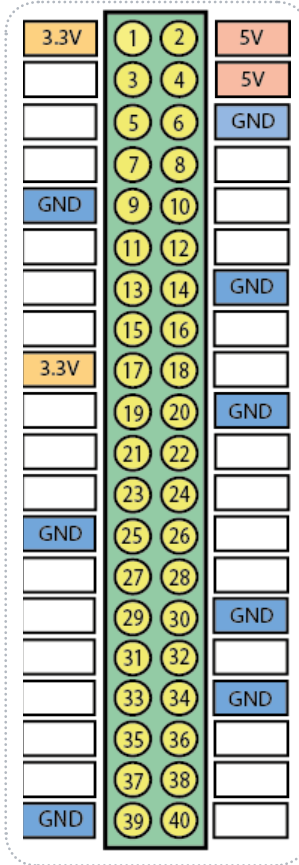 3.3V 1 2 5V
3 4 5V
5 6 GND
7 8
GND 9 10
11 12
13 14 GND
15 16
3.3V 17 18
19 20 GND
21 22
23 24
GND 25 26
27 28
29 30 GND
31 32
33 34 GND
35 36
37 38
GND 39 40